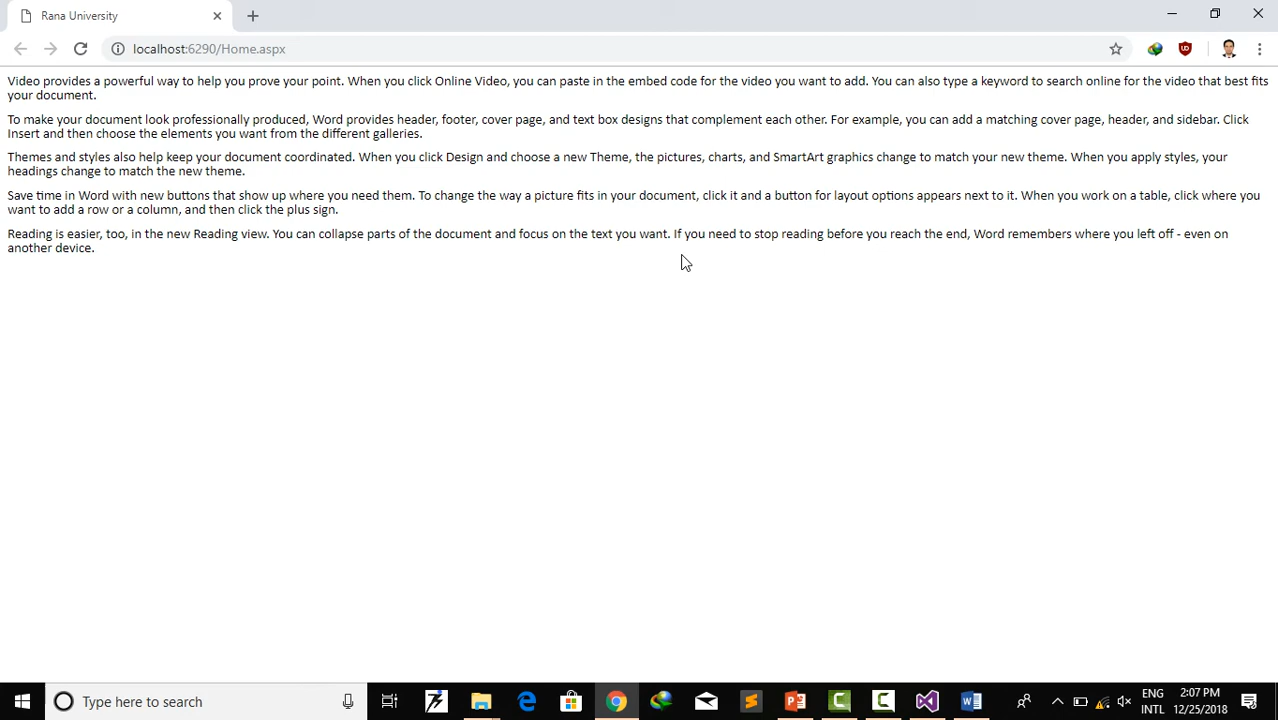 Rana University
localhost:6290/Home.aspx
Video provides a powerful way to help you prove your point. When you click Online Video, you can paste in the embed code for the video you want to add. You can also type a keyword to search online for the video that best fits
your document.
To make your document look professionally produced, Word provides header, footer, cover page, and text box designs that complement each other. For example, you can add a matching cover page, header, and sidebar. Click
Insert and then choose the elements you want from the different galleries.
Themes and styles also help keep your document coordinated. When you click Design and choose a new Theme, the pictures, charts, and SmartArt graphics change to match your new theme. When you apply styles, your
headings change to match the new theme.
Save time in Word with new buttons that show up where you need them. To change the way a picture fits in your document, click it and a button for layout options appears next to it. When you work on a table, click where you
want to add a row or a column, and then click the plus sign.
Reading is easier, too, in the new Reading view. You can collapse parts of the document and focus on the text you want. If you need to stop reading before you reach the end, Word remembers where you left off - even on
another device.
Type here to search
ENG
INTL
2:07 PM
12/25/2018